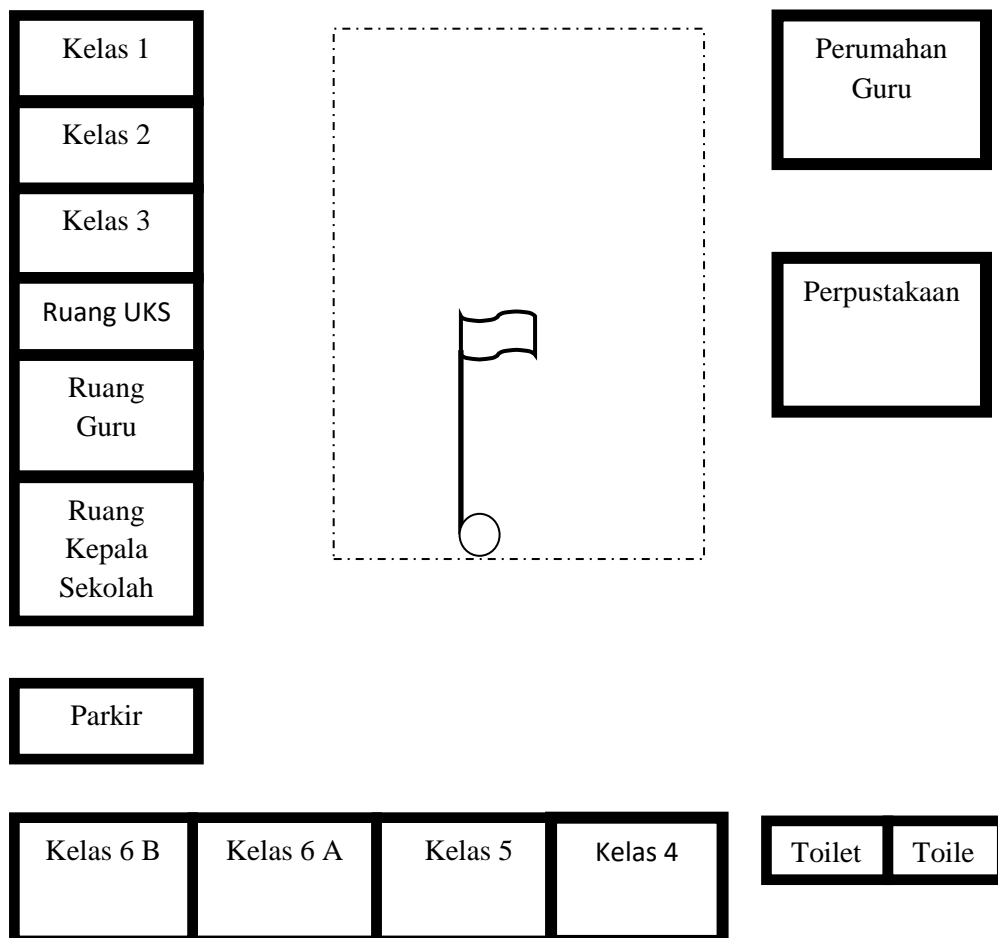 Kelas 1
Kelas 2
Kelas 3
Ruang UKS
Ruang
Guru
Ruang
Kepala
Sekolah
Parkir
Perumahan
Guru
Perpustakaan
Kelas 6 B
Kelas 6 A
Kelas 5
Kelas 4
Toilet
Toile